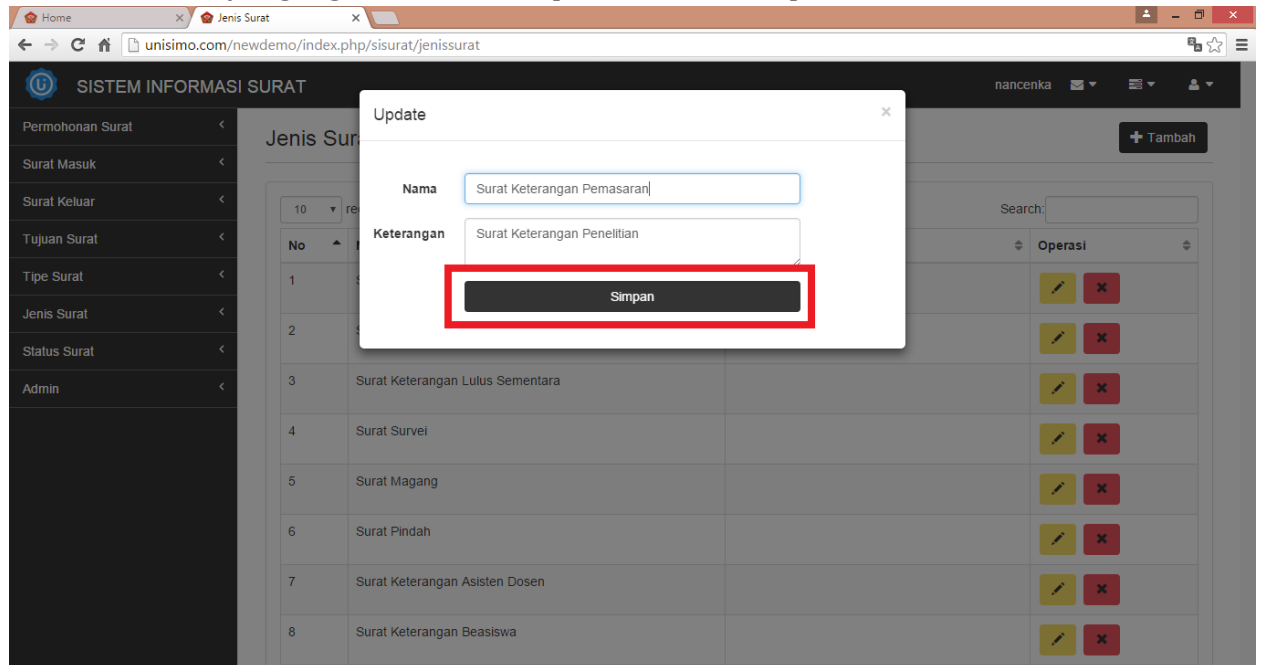 Home
Jenis Surat
unisimo.com/newdemo/index.php/sisurat/jenissurat
SISTEM INFORMASI SURAT
nancenka
Update
×
Permohonan Surat
Jenis Sur
+ Tambah
Surat Masuk
Nama
Surat Keterangan Pemasaran
Surat Keluar
10
Search:
Tujuan Surat
Keterangan
Surat Keterangan Penelitian
No
Operasi
Tipe Surat
1
Simpan
Jenis Surat
2
Status Surat
Admin
3 Surat Keterangan Lulus Sementara
4 Surat Survei
5 Surat Magang
6 Surat Pindah
7 Surat Keterangan Asisten Dosen
8 Surat Keterangan Beasiswa